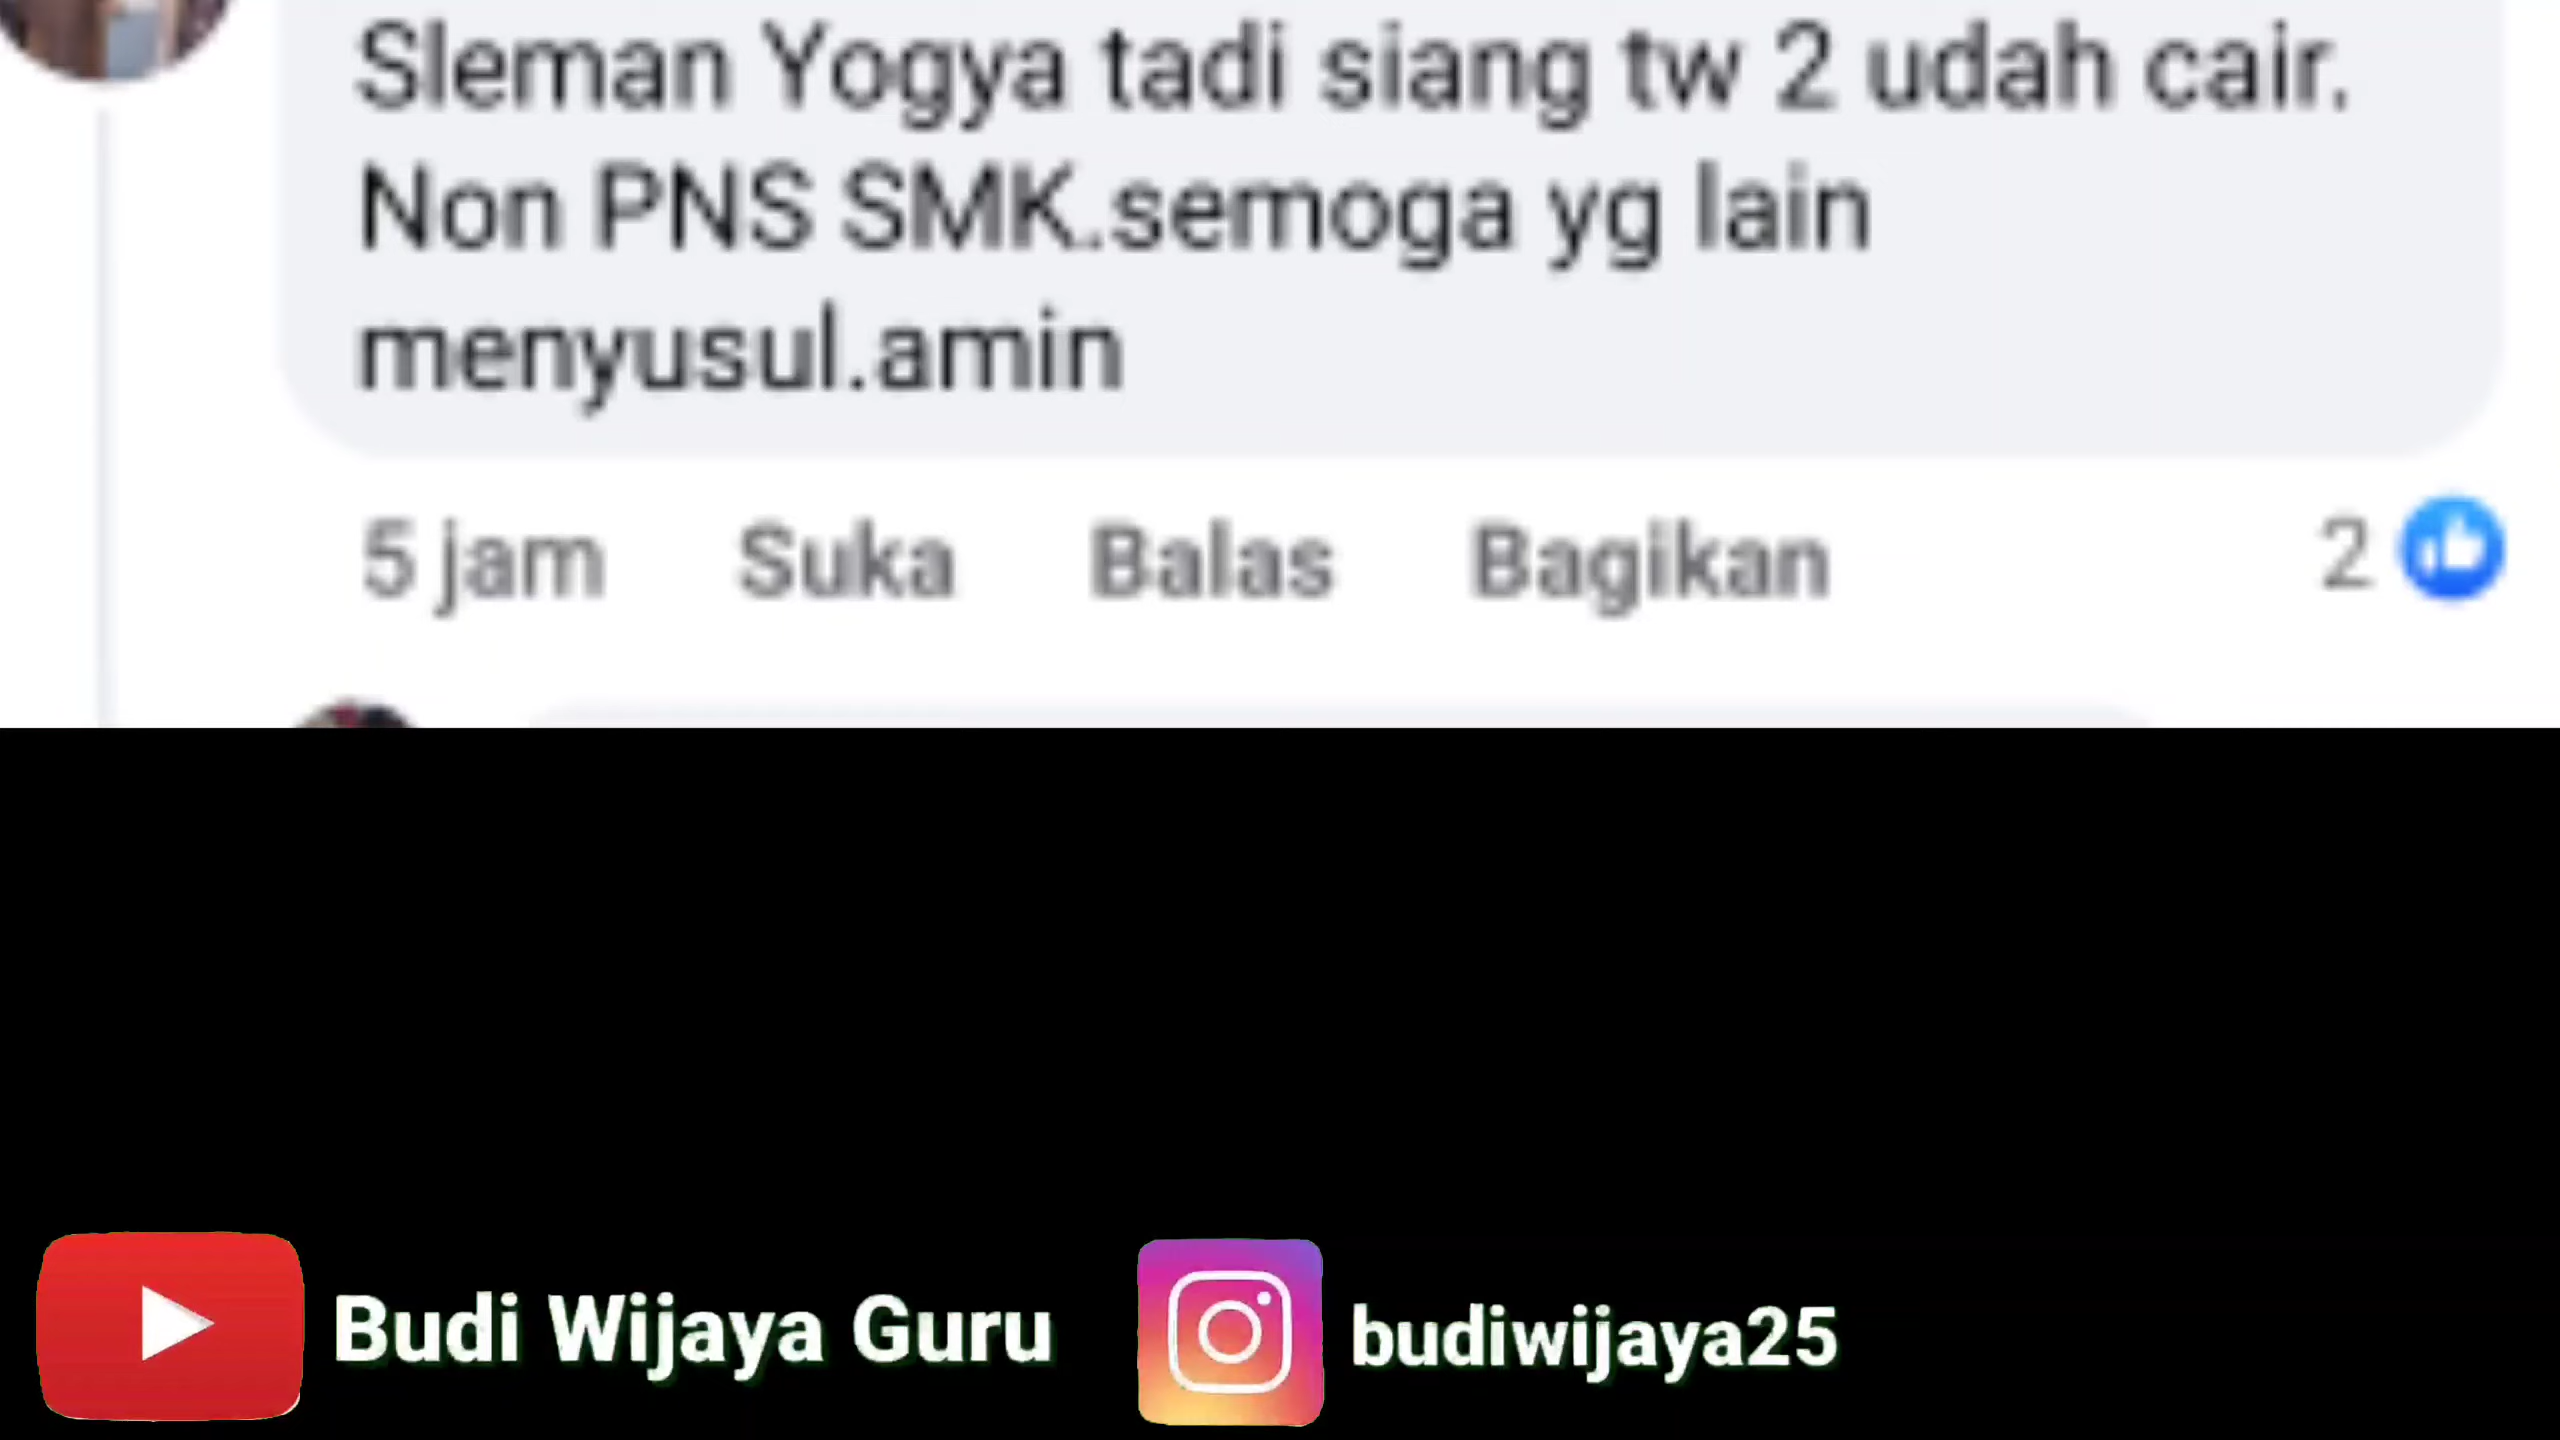 Sleman Yogya tadi siang tw 2 udah cair.
Non PNS SMK.semoga yg lain
menyusul.amin
5 jam Suka Balas Bagikan 2
Budi Wijaya Guru budiwijaya25